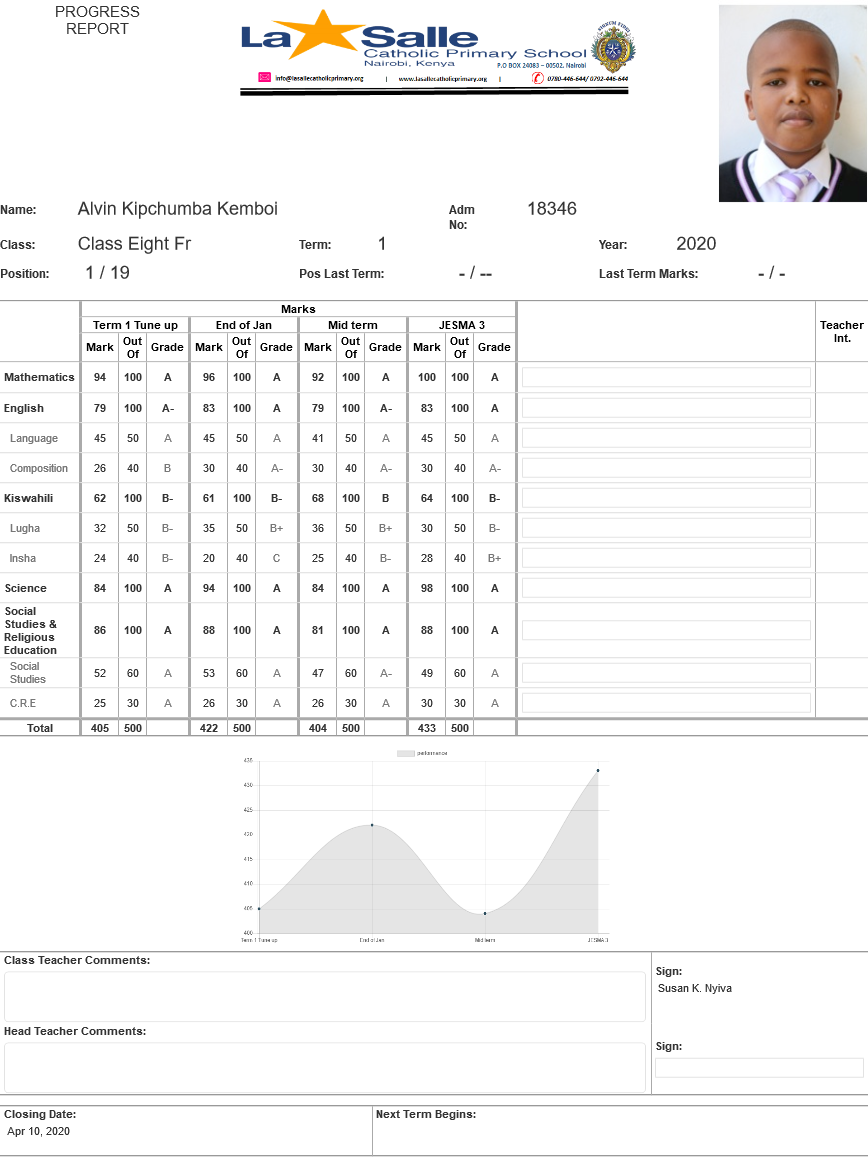 PROGRESS
REPORT
La Salle
Catholic Primary School
Nairobi, Kenya
P.O BOX 24083 – 00502, Nairobi
info@lasallecatholicprimary.org | www.lasallecatholicprimary.org | 0780-446-644/ 0792-446-644
Name: Alvin Kipchumba Kemboi Adm No: 18346
Class: Class Eight Fr Term: 1 Year: 2020
Position: 1 / 19 Pos Last Term: - / -- Last Term Marks: - / -
Marks
Term 1 Tune up End of Jan Mid term JESMA 3 Teacher Int.
Mark Out Of Grade Mark Out Of Grade Mark Out Of Grade Mark Out Of Grade
Mathematics 94 100 A 96 100 A 92 100 A 100 100 A
English 79 100 A- 83 100 A 79 100 A- 83 100 A
Language 45 50 A 45 50 A 41 50 A 45 50 A
Composition 26 40 B 30 40 A- 30 40 A- 30 40 A-
Kiswahili 62 100 B- 61 100 B- 68 100 B 64 100 B-
Lugha 32 50 B- 35 50 B+ 36 50 B+ 30 50 B-
Insha 24 40 B- 20 40 C 25 40 B- 28 40 B+
Science 84 100 A 94 100 A 84 100 A 98 100 A
Social Studies & Religious Education 86 100 A 88 100 A 81 100 A 88 100 A
Social Studies 52 60 A 53 60 A 47 60 A- 49 60 A
C.R.E 25 30 A 26 30 A 26 30 A 30 30 A
Total 405 500 422 500 404 500 433 500
performance
435
430
425
420
415
410
405
400
Term 1 Tune up End of Jan Mid term JESMA 3
Class Teacher Comments:
Sign:
Susan K. Nyiva
Head Teacher Comments:
Sign:
Closing Date: Next Term Begins:
Apr 10, 2020